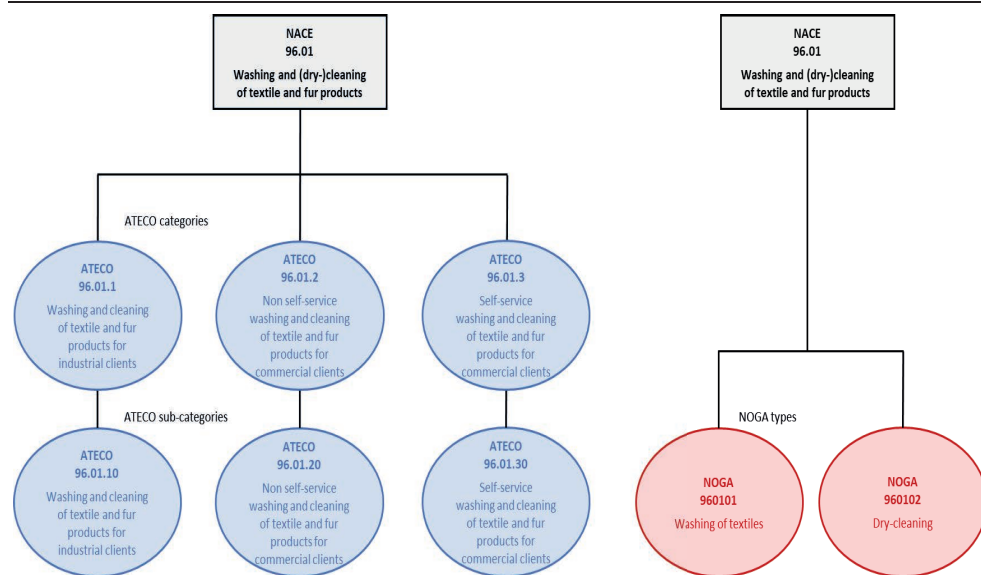 NACE
96.01
Washing and (dry-)cleaning
of textile and fur products
NACE
96.01
Washing and (dry-)cleaning
of textile and fur products
ATECO categories
ATECO
96.01.1
Washing and cleaning
of textile and fur
products for
industrial clients
ATECO
96.01.2
Non self-service
washing and cleaning
of textile and fur
products for
commercial clients
ATECO
96.01.3
Self-service
washing and cleaning
of textile and fur
products for
commercial clients
ATECO sub-categories
NOGA types
ATECO
96.01.10
Washing and cleaning
of textile and fur
products for
industrial clients
ATECO
96.01.20
Non self-service
washing and cleaning
of textile and fur
products for
commercial clients
ATECO
96.01.30
Self-service
washing and cleaning
of textile and fur
products for
commercial clients
NOGA
960101
Washing of textiles
NOGA
960102
Dry-cleaning